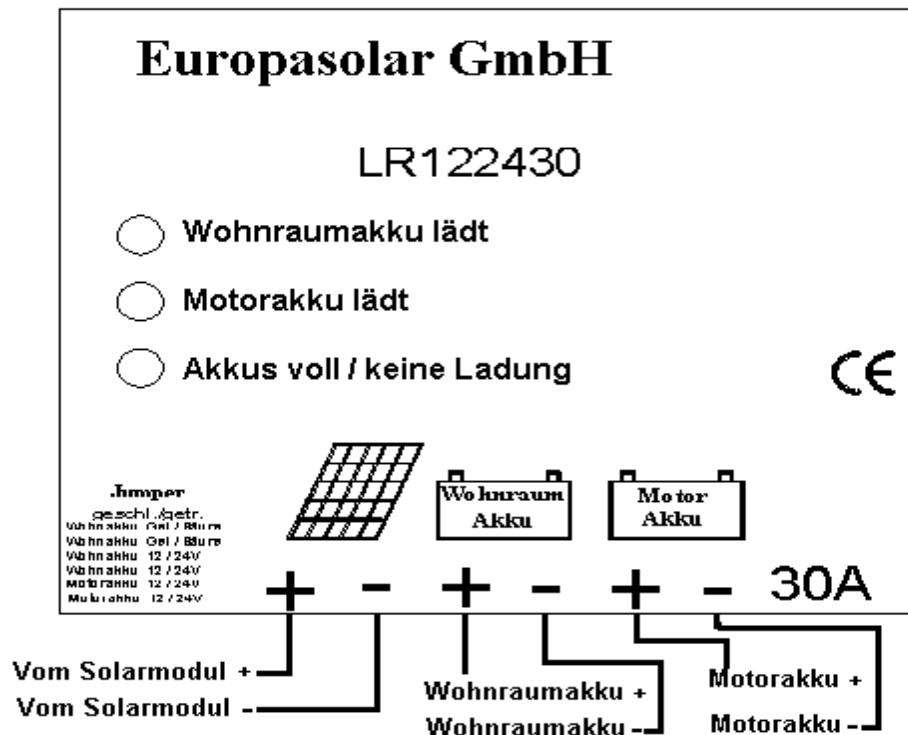 Europasolar GmbH
LR122430
Wohnraumakku lädt
Motorakku lädt
Akkus voll / keine Ladung
CE
Jumper
geschl./getr.
Wohnakku Gel / Säure
Wohnakku Gel / Säure
Wohnakku 12 / 24V
Wohnakku 12 / 24V
Motorakku 12 / 24V
Motorakku 12 / 24V
Wohnraum
Akku
Motor
Akku
+ - + - + - 30A
Vom Solarmodul +
Vom Solarmodul -
Wohnraumakku +
Wohnraumakku -
Motorakku +
Motorakku -